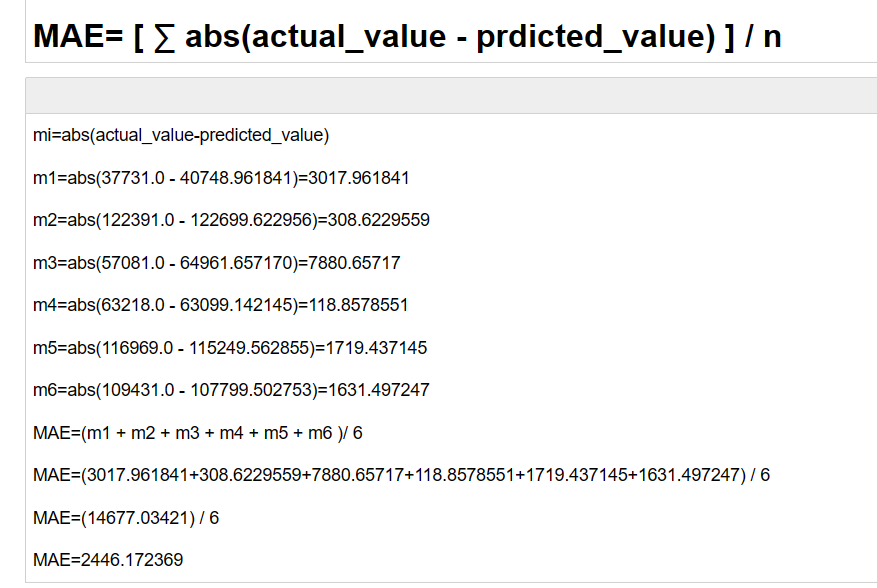 MAE= [ ∑ abs(actual_value - prdicted_value) ] / n
mi=abs(actual_value-predicted_value)
m1=abs(37731.0 - 40748.961841)=3017.961841
m2=abs(122391.0 - 122699.622956)=308.6229559
m3=abs(57081.0 - 64961.657170)=7880.65717
m4=abs(63218.0 - 63099.142145)=118.8578551
m5=abs(116969.0 - 115249.562855)=1719.437145
m6=abs(109431.0 - 107799.502753)=1631.497247
MAE=(m1 + m2 + m3 + m4 + m5 + m6 )/ 6
MAE=(3017.961841+308.6229559+7880.65717+118.8578551+1719.437145+1631.497247) / 6
MAE=(14677.03421) / 6
MAE=2446.172369